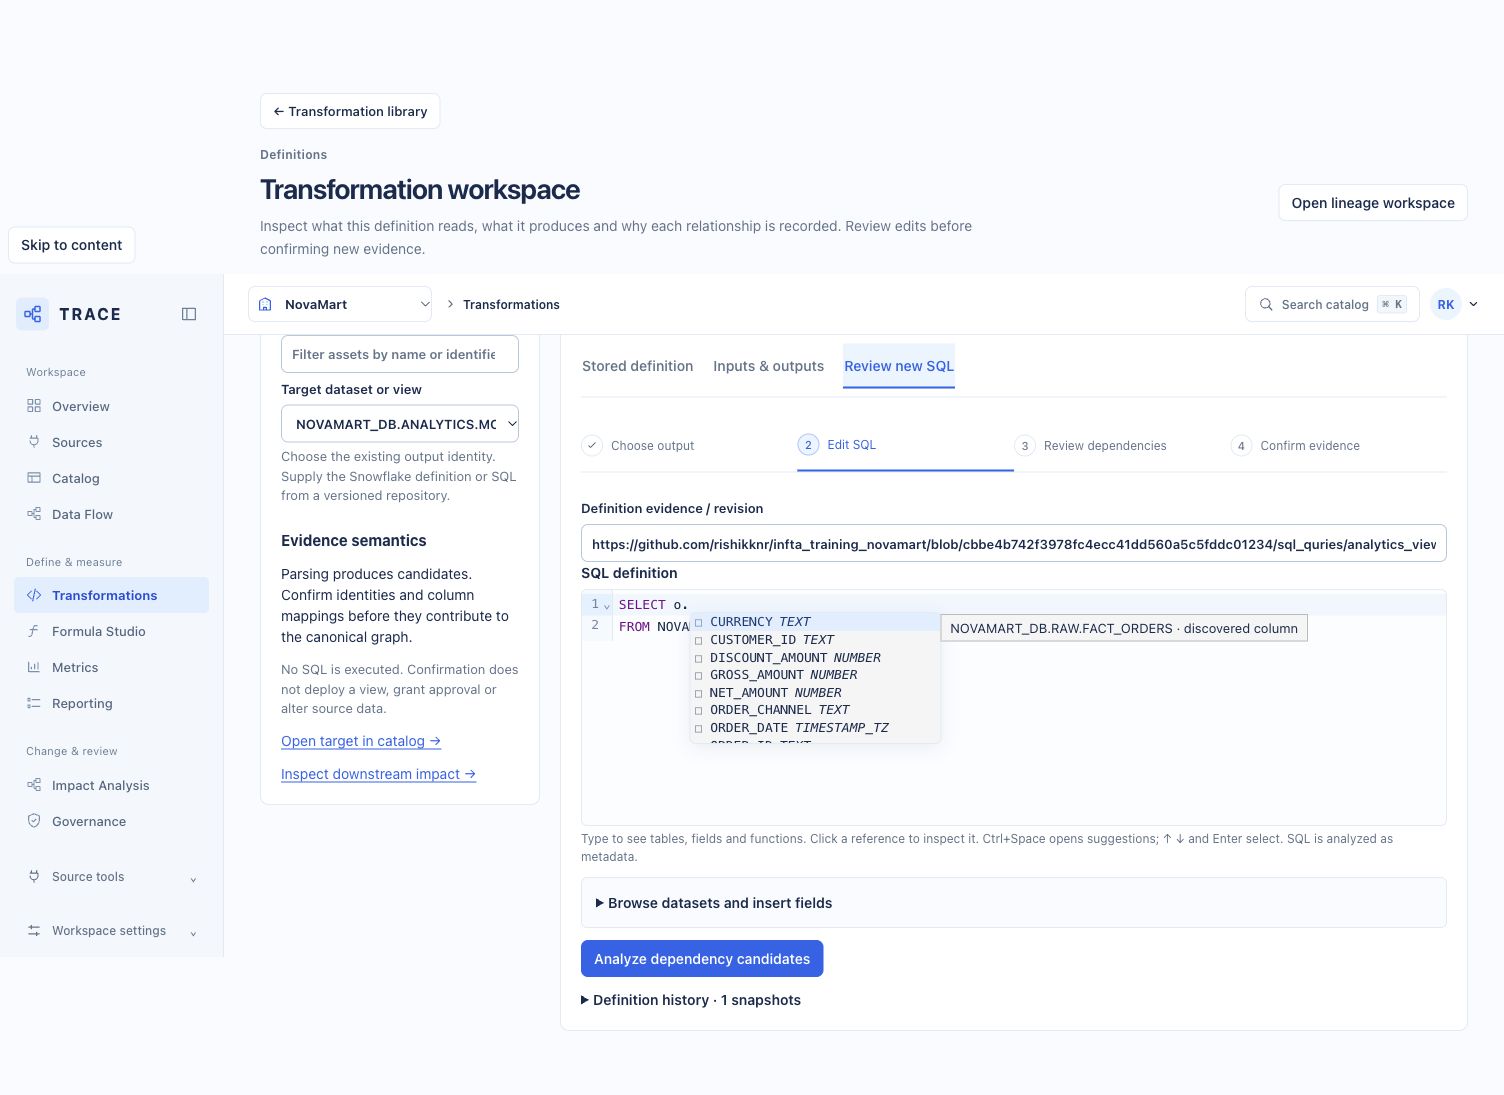 ← Transformation library
Definitions
Transformation workspace
Inspect what this definition reads, what it produces and why each relationship is recorded. Review edits before
confirming new evidence.
Open lineage workspace
Skip to content
TRACE
NovaMart
Transformations
Search catalog ⌘ K
RK
Workspace
Overview
Sources
Catalog
Data Flow
Define & measure
Transformations
Formula Studio
Metrics
Reporting
Change & review
Impact Analysis
Governance
Source tools
Workspace settings
Filter assets by name or identifie
Target dataset or view
NOVAMART_DB.ANALYTICS.MC
Choose the existing output identity.
Supply the Snowflake definition or SQL
from a versioned repository.
Evidence semantics
Parsing produces candidates.
Confirm identities and column
mappings before they contribute to
the canonical graph.
No SQL is executed. Confirmation does
not deploy a view, grant approval or
alter source data.
Open target in catalog →
Inspect downstream impact →
Stored definition
Inputs & outputs
Review new SQL
Choose output
2 Edit SQL
3 Review dependencies
4 Confirm evidence
Definition evidence / revision
https://github.com/rishikknr/infta_training_novamart/blob/cbbe4b742f3978fc4ecc41dd560a5c5fddc01234/sql_quries/analytics_view
SQL definition
1 SELECT o.
2 FROM NOVA
CURRENCY TEXT
CUSTOMER_ID TEXT
DISCOUNT_AMOUNT NUMBER
GROSS_AMOUNT NUMBER
NET_AMOUNT NUMBER
ORDER_CHANNEL TEXT
ORDER_DATE TIMESTAMP_TZ
ORDER_ID TEXT
NOVAMART_DB.RAW.FACT_ORDERS · discovered column
Type to see tables, fields and functions. Click a reference to inspect it. Ctrl+Space opens suggestions; ↑ ↓ and Enter select. SQL is analyzed as
metadata.
Browse datasets and insert fields
Analyze dependency candidates
Definition history · 1 snapshots